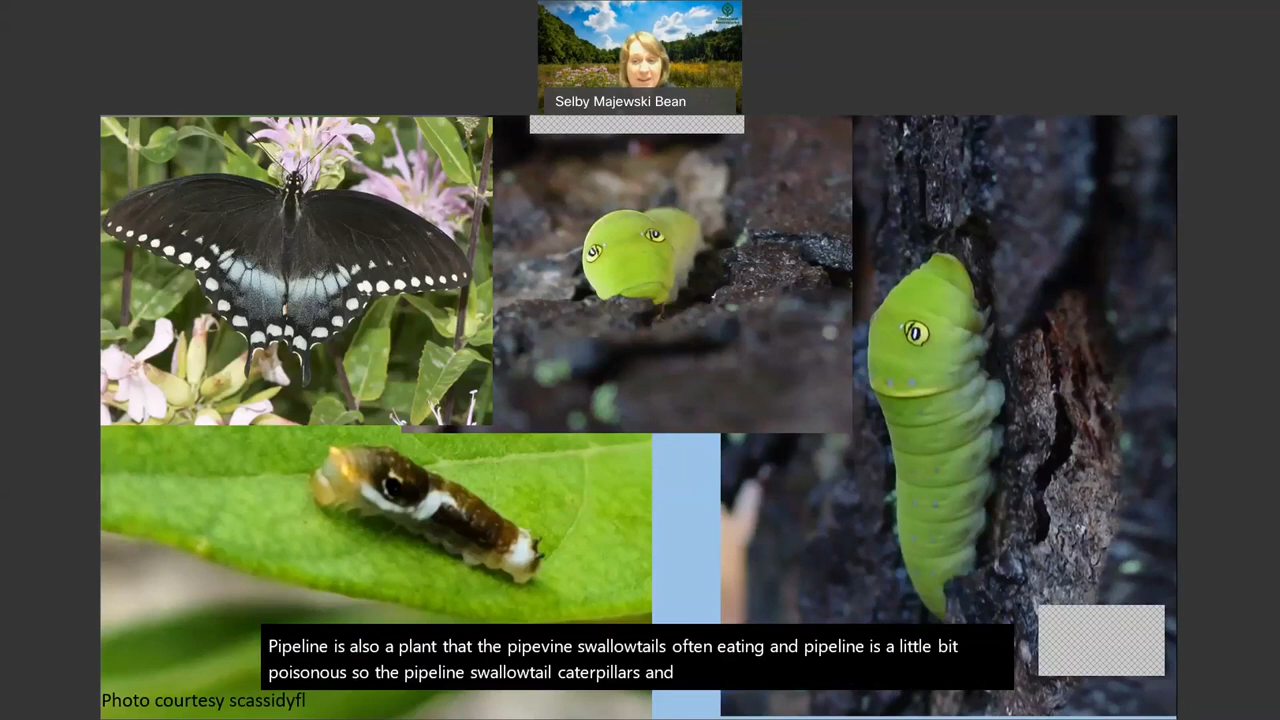 Selby Majewski Bean
Pipeline is also a plant that the pipevine swallowtails often eating and pipeline is a little bit
poisonous so the pipeline swallowtail caterpillars and
Photo courtesy scassidyfl